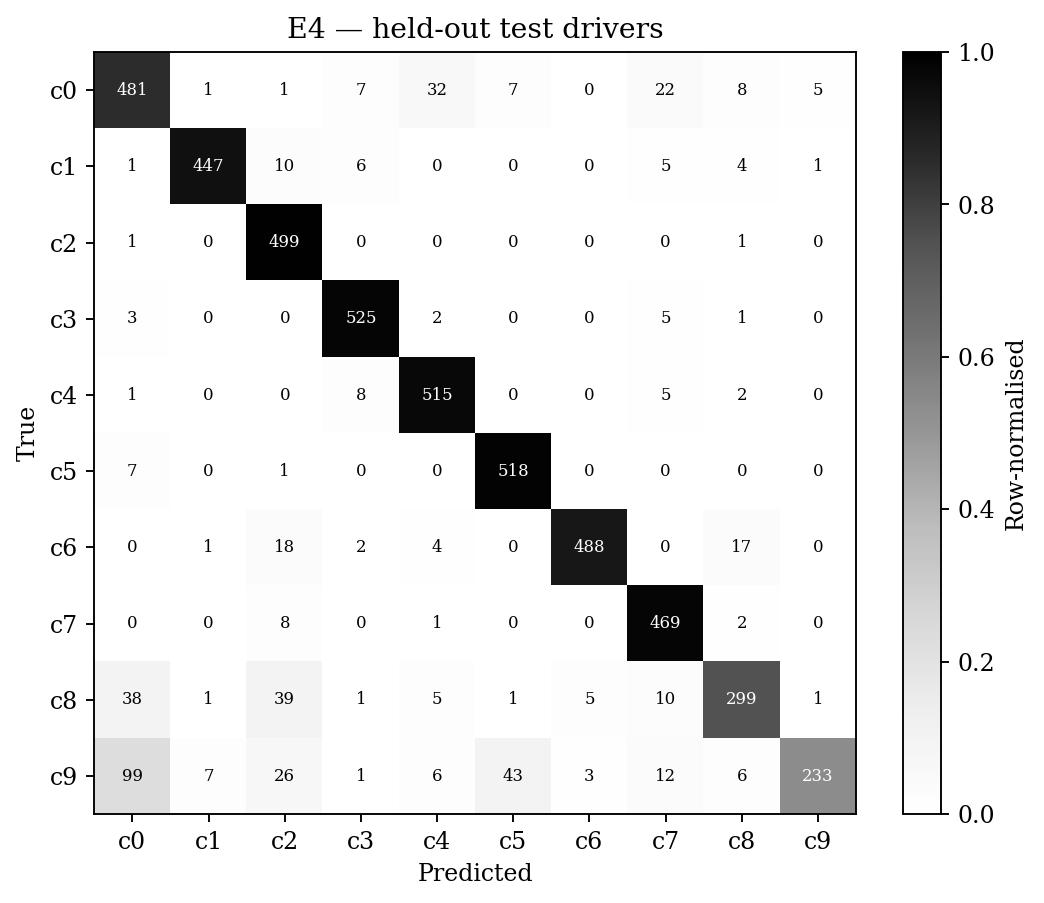 E4 — held-out test drivers
c0 481 1 1 7 32 7 0 22 8 5
c1 1 447 10 6 0 0 0 5 4 1
c2 1 0 499 0 0 0 0 0 1 0
c3 3 0 0 525 2 0 0 5 1 0
c4 1 0 0 8 515 0 0 5 2 0
c5 7 0 1 0 0 518 0 0 0 0
c6 0 1 18 2 4 0 488 0 17 0
c7 0 0 8 0 1 0 0 469 2 0
c8 38 1 39 1 5 1 5 10 299 1
c9 99 7 26 1 6 43 3 12 6 233
c0 c1 c2 c3 c4 c5 c6 c7 c8 c9
Predicted
True
1.0
0.8
0.6
0.4
0.2
0.0
Row-normalised